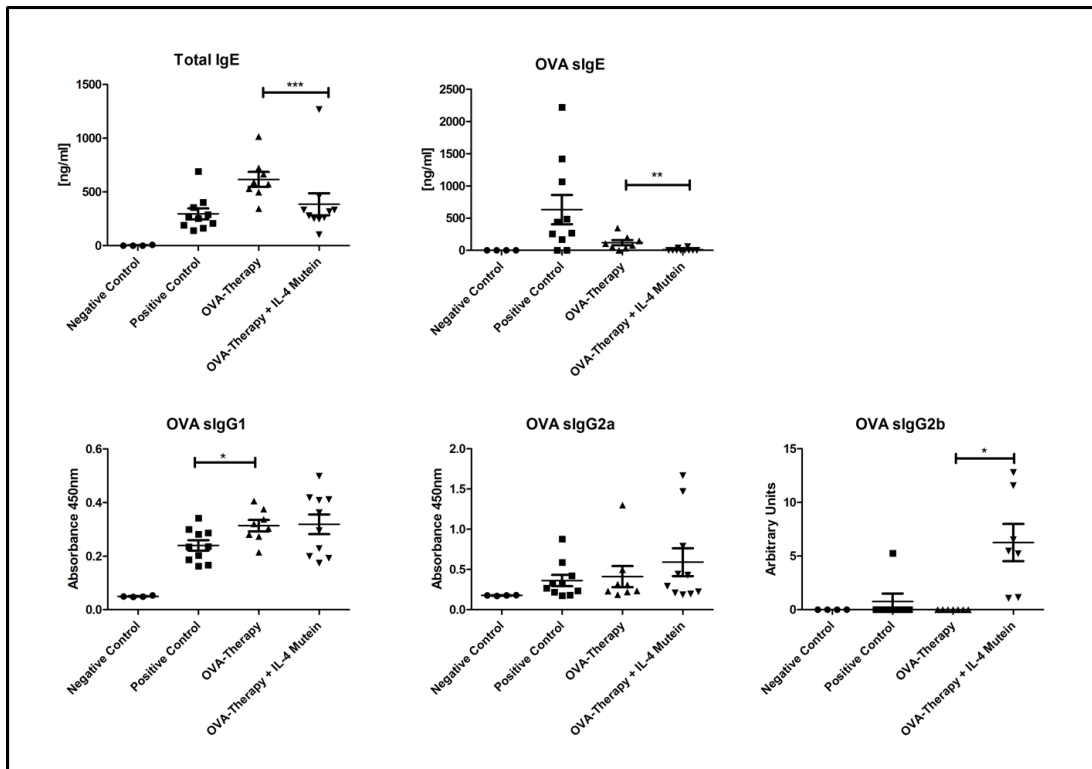 Total IgE
[ng/ml]
1500
1000
500
0
***
Negative Control
Positive Control
OVA-Therapy
OVA-Therapy + IL-4 Mutein
OVA sIgE
[ng/ml]
2500
2000
1500
1000
500
0
**
Negative Control
Positive Control
OVA-Therapy
OVA-Therapy + IL-4 Mutein
OVA sIgG1
Absorbance 450nm
0.6
0.4
0.2
0.0
*
Negative Control
Positive Control
OVA-Therapy
OVA-Therapy + IL-4 Mutein
OVA sIgG2a
Absorbance 450nm
2.0
1.5
1.0
0.5
0.0
Negative Control
Positive Control
OVA-Therapy
OVA-Therapy + IL-4 Mutein
OVA sIgG2b
Arbitrary Units
15
10
5
0
*
Negative Control
Positive Control
OVA-Therapy
OVA-Therapy + IL-4 Mutein